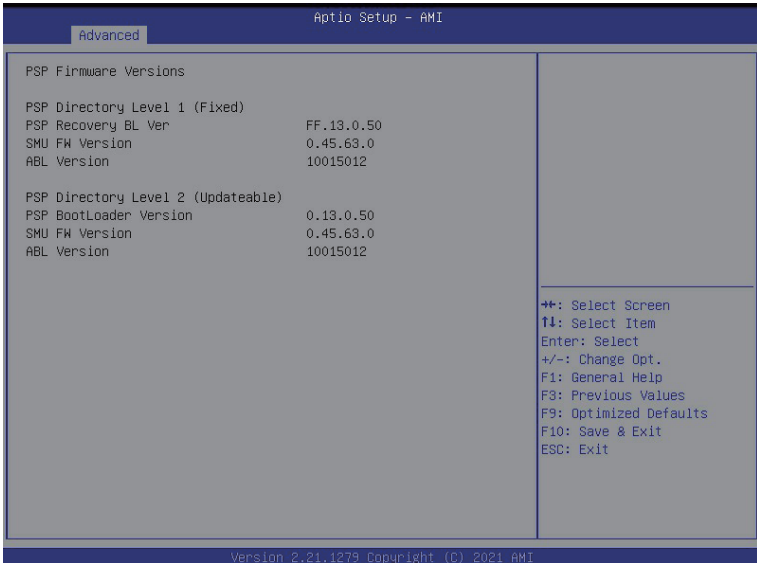 Aptio Setup – AMI
Advanced
PSP Firmware Versions
PSP Directory Level 1 (Fixed)
PSP Recovery BL Ver FF.13.0.50
SMU FW Version 0.45.63.0
ABL Version 10015012
PSP Directory Level 2 (Updateable)
PSP BootLoader Version 0.13.0.50
SMU FW Version 0.45.63.0
ABL Version 10015012
→←: Select Screen
↑↓: Select Item
Enter: Select
+/-: Change Opt.
F1: General Help
F3: Previous Values
F9: Optimized Defaults
F10: Save & Exit
ESC: Exit
Version 2.21.1279 Copyright (C) 2021 AMI